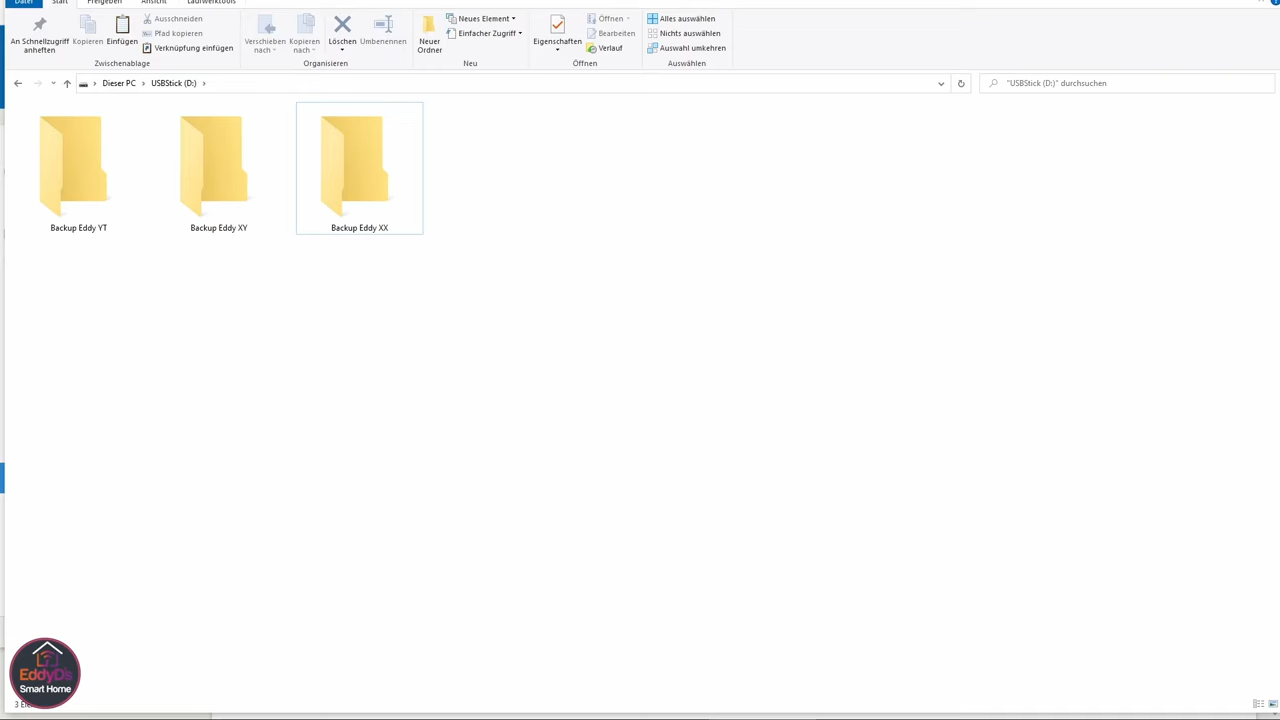 Datei Start Freigeben Ansicht Laufwerktools
An Schnellzugriff anheften
Kopieren
Einfügen
Ausschneiden
Pfad kopieren
Verknüpfung einfügen
Zwischenablage
Verschieben nach
Kopieren nach
Löschen
Umbenennen
Organisieren
Neuer Ordner
Neues Element
Einfacher Zugriff
Neu
Eigenschaften
Öffnen
Bearbeiten
Verlauf
Öffnen
Alles auswählen
Nichts auswählen
Auswahl umkehren
Auswählen
Dieser PC > USBStick (D:) >
"USBStick (D:)" durchsuchen
Backup Eddy YT
Backup Eddy XY
Backup Eddy XX
EddyD's
Smart Home
3